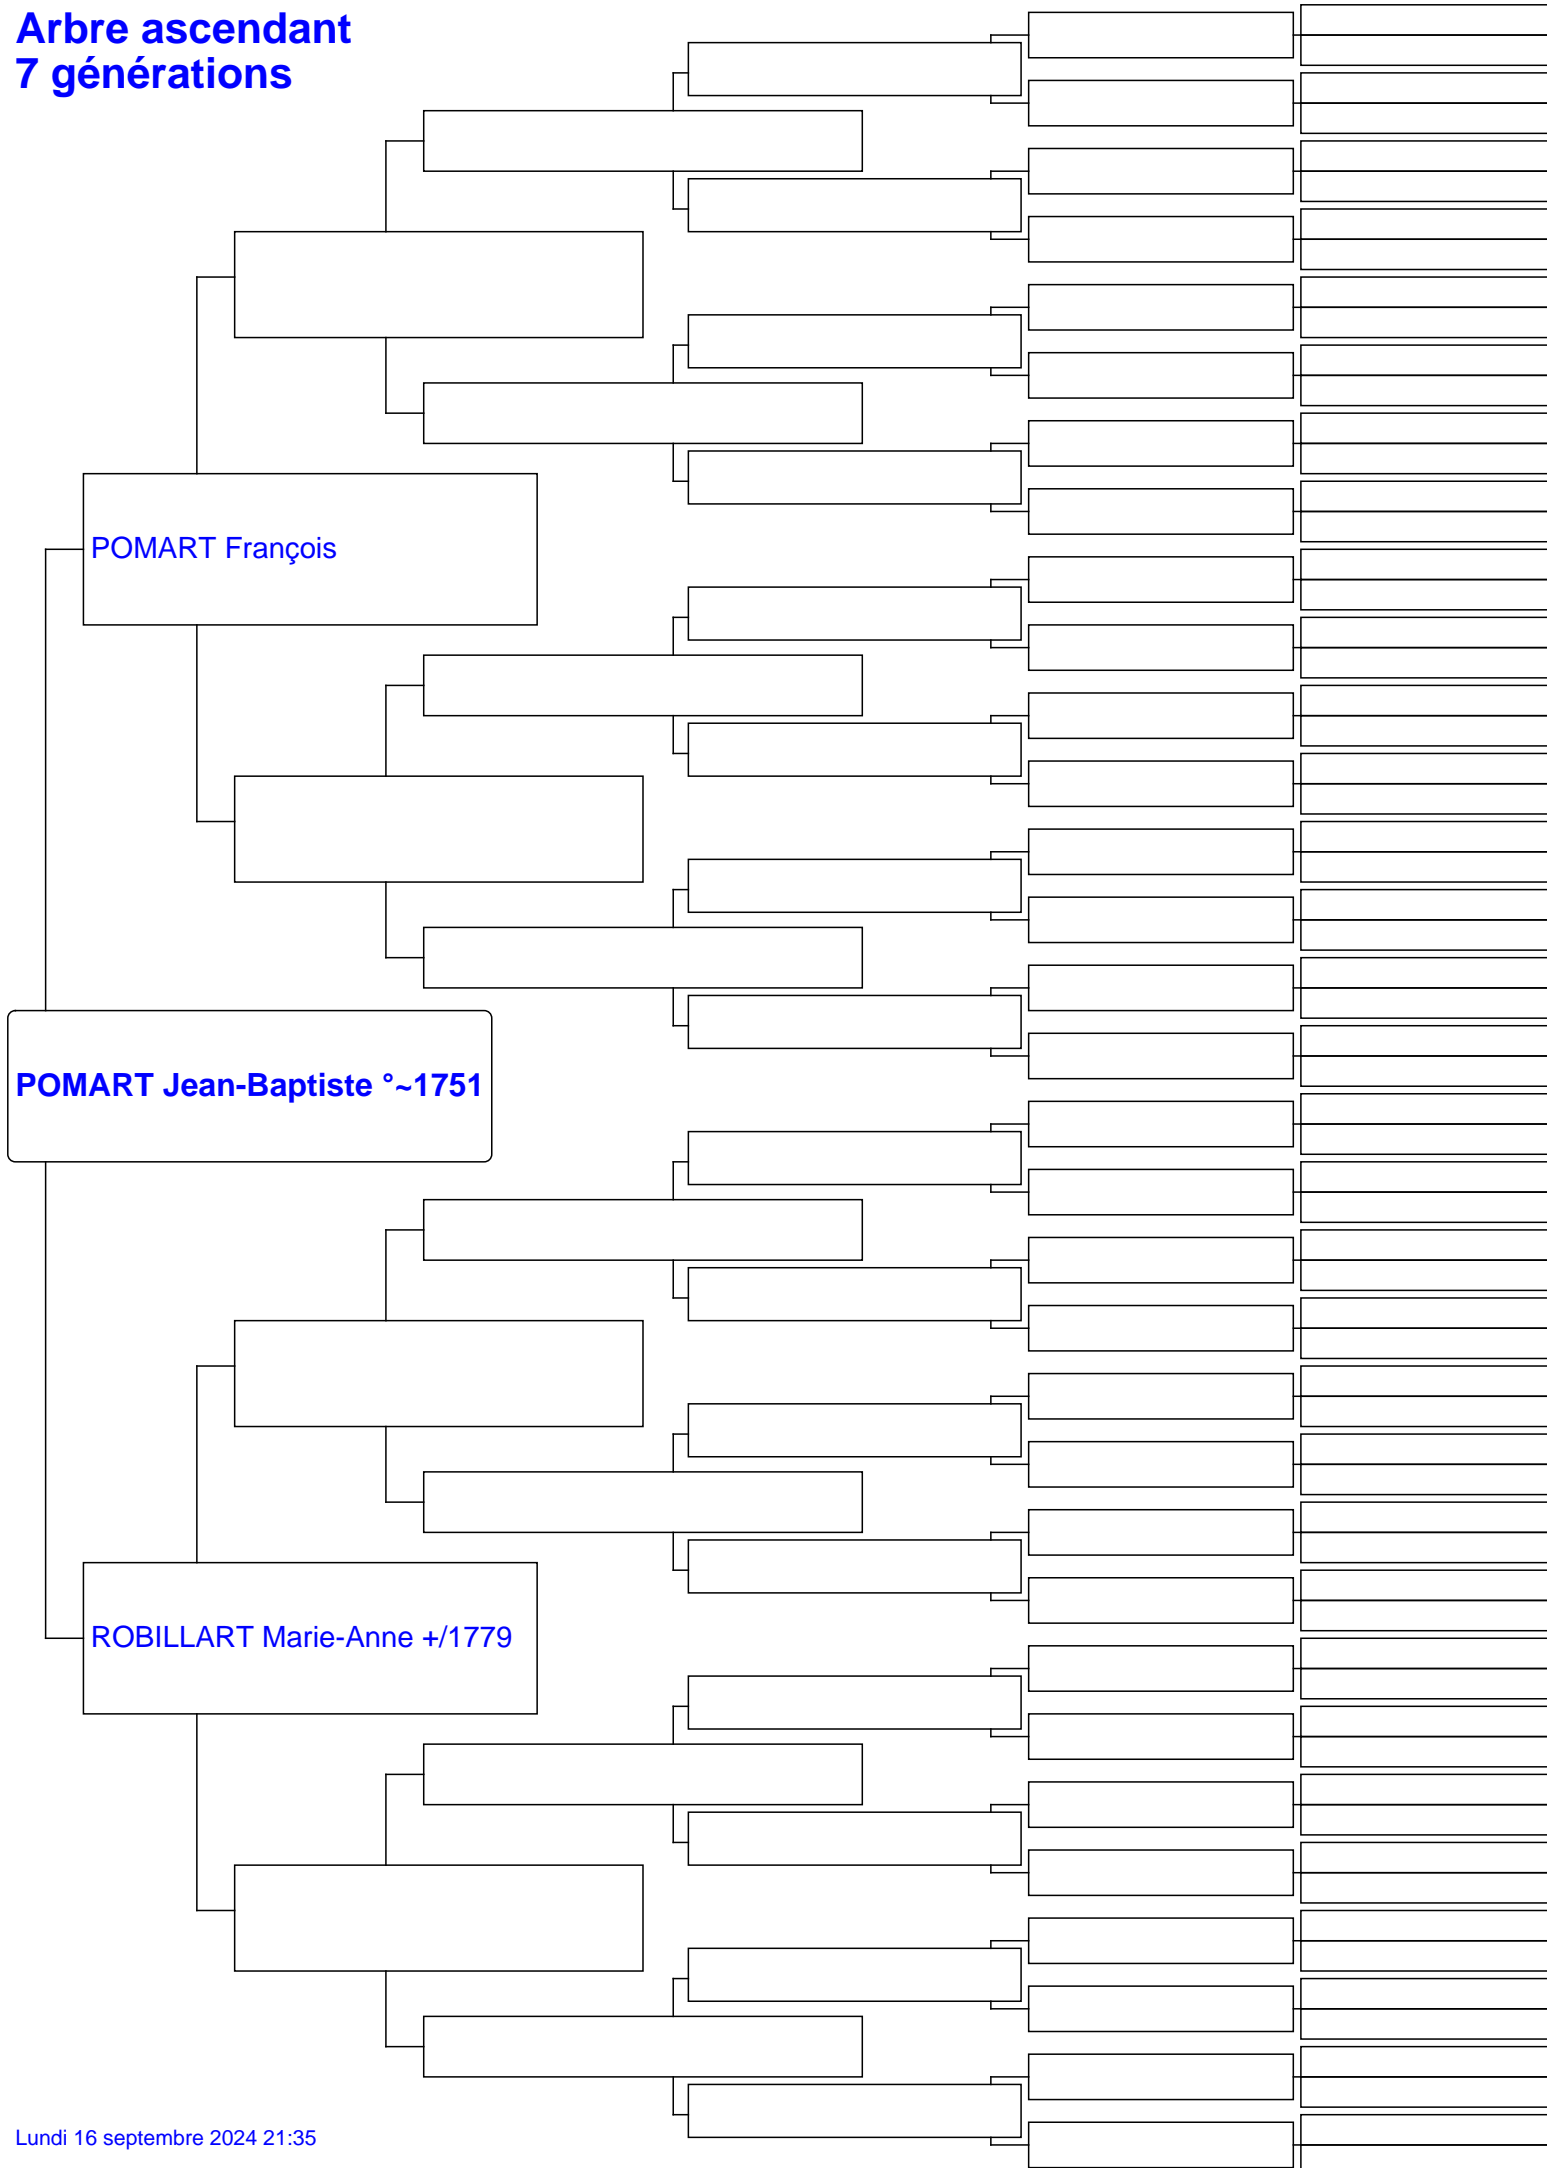 Arbre ascendant
7 générations
POMART François
POMART Jean-Baptiste °~1751
ROBILLART Marie-Anne +/1779
Lundi 16 septembre 2024 21:35